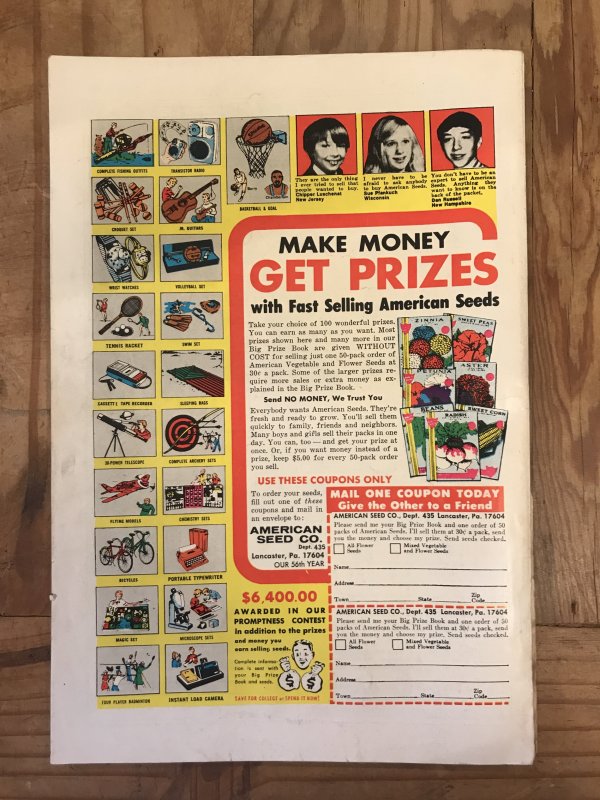 COMPLETE FISHING OUTFITS
TRANSISTOR RADIO
CROQUET SET
M. GUITARS
WRIST WATCHES
VOLLEYBALL SET
TENNIS RACKET
SWIM SET
CASSETTE TAPE RECORDER
SLEEPING BAGS
30-POWER TELESCOPE
COMPLETE ARCHERY SETS
FLYING MODELS
CHEMISTRY SETS
BICYCLES
PORTABLE TYPEWRITER
MAGIC SET
MICROSCOPE SETS
FOUR PLAYER BADMINTON
INSTANT LOAD CAMERA
BASKETBALL & GOAL
They are the only thing
I ever tried to sell that
people wanted to buy.
Chipper Luschenat
New Jersey
I never have to be
afraid to ask anybody
to buy American Seeds.
Sue Plankuch
Wisconsin
You don't have to be an
expert to sell American
Seeds. Anything they
want to know is on the
back of the packet.
Dan Russell
New Hampshire
MAKE MONEY
GET PRIZES
with Fast Selling American Seeds
Take your choice of 100 wonderful prizes.
You can earn as many as you want. Most
prizes shown here and many more in our
Big Prize Book are given WITHOUT
COST for selling just one 50-pack order of
American Vegetable and Flower Seeds at
30¢ a pack. Some of the larger prizes re-
quire more sales or extra money as ex-
plained in the Big Prize Book.
Send NO MONEY, We Trust You
Everybody wants American Seeds. They're
fresh and ready to grow. You'll sell them
quickly to family, friends and neighbors.
Many boys and girls sell their packs in one
day. You can, too — and get your prize at
once. Or, if you want money instead of a
prize, keep $5.00 for every 50-pack order
you sell.
ZINNIA
SWEET PEAS
PETUNIA
ASTER
BEANS
RADISH
SWEET CORN
USE THESE COUPONS ONLY
To order your seeds,
fill out one of these
coupons and mail in
an envelope to:
AMERICAN
SEED CO.
Dept. 435
Lancaster, Pa. 17604
OUR 56th YEAR
$6,400.00
AWARDED IN OUR
PROMPTNESS CONTEST
In addition to the prizes
and money you
earn selling seeds.
Complete informa-
tion is sent with
your Big Prize
Book and seeds.
SAVE FOR COLLEGE or SPEND IT NOW!
MAIL ONE COUPON TODAY
Give the Other to a Friend
AMERICAN SEED CO., Dept. 435 Lancaster, Pa. 17604
Please send me your Big Prize Book and one order of 50
packs of American Seeds. I'll sell them at 30¢ a pack, send
you the money and choose my prize. Send seeds checked.
All Flower
Seeds
Mixed Vegetable
and Flower Seeds
Name
Address
Town State Zip Code
AMERICAN SEED CO., Dept. 435 Lancaster, Pa. 17604
Please send me your Big Prize Book and one order of 50
packs of American Seeds. I'll sell them at 30¢ a pack, send
you the money and choose my prize. Send seeds checked.
All Flower
Seeds
Mixed Vegetable
and Flower Seeds
Name
Address
Town State Zip Code